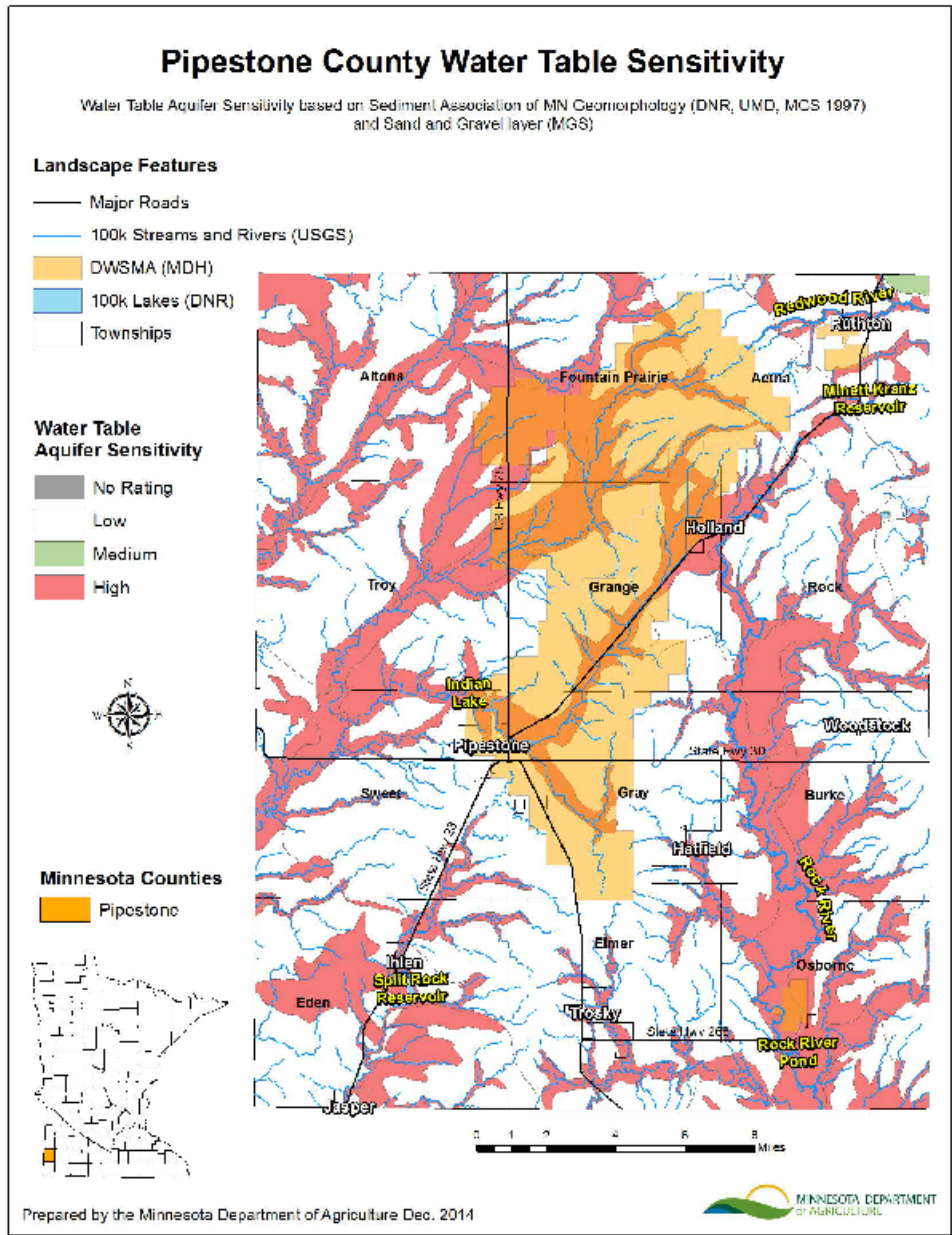 Pipestone County Water Table Sensitivity
Water Table Aquifer Sensitivity based on Sediment Association of MN Geomorphology (DNR, UMD, MGS 1997)
and Sand and Gravel layer (MGS)
Landscape Features
Major Roads
100k Streams and Rivers (USGS)
DWSMA (MDH)
100k Lakes (DNR)
Townships
Water Table
Aquifer Sensitivity
No Rating
Low
Medium
High
N
W
E
S
Minnesota Counties
Pipestone
Redwood River
Ruthton
Altona
Fountain Prairie
Aetna
Minett-Kranz
Reservoir
US Hwy 75
Holland
Troy
Grange
Rock
Indian
Lake
Woodstock
Pipestone
State Hwy 30
Sweet
Gray
Burke
State Hwy 23
Hatfield
Rock River
Elmer
Ihlen
Split Rock
Reservoir
Osborne
Eden
Trosky
State Hwy 268
Rock River
Pond
Jasper
0 1 2 4 6 8
Miles
Prepared by the Minnesota Department of Agriculture Dec. 2014
MINNESOTA DEPARTMENT
OF AGRICULTURE